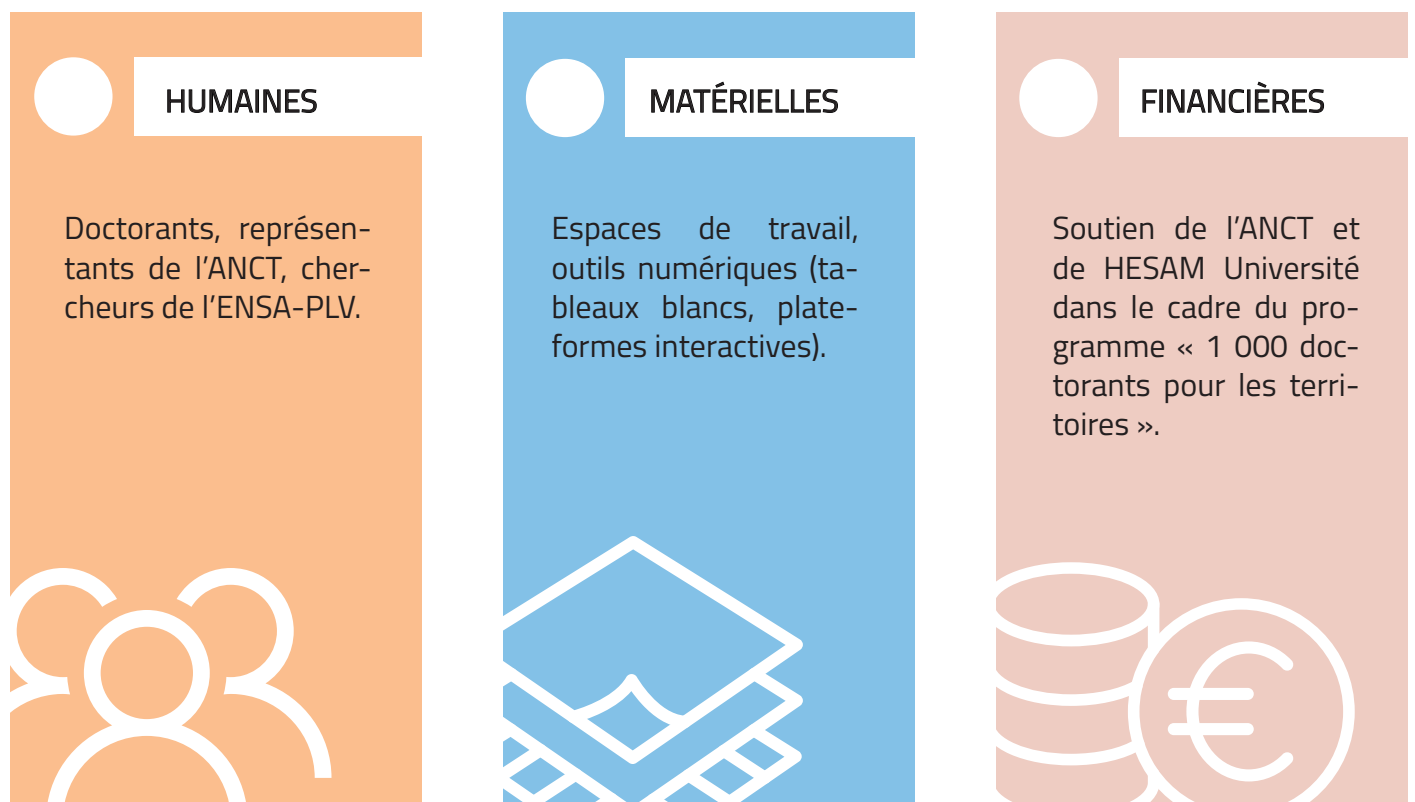 HUMAINES
Doctorants, représen-
tants de l'ANCT, cher-
cheurs de l'ENSA-PLV.
MATÉRIELLES
Espaces de travail,
outils numériques (ta-
bleaux blancs, plate-
formes interactives).
FINANCIÈRES
Soutien de l'ANCT et
de HESAM Université
dans le cadre du pro-
gramme « 1 000 doc-
torants pour les terri-
toires ».